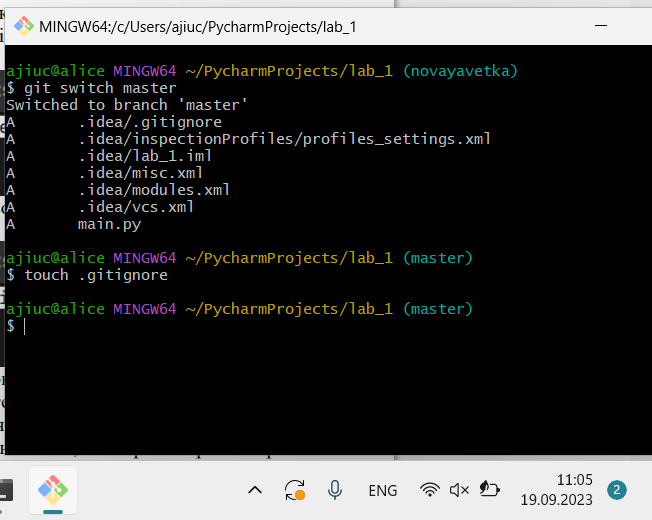 MINGW64:/c/Users/ajiuc/PycharmProjects/lab_1
ajiuc@alice MINGW64 ~/PycharmProjects/lab_1 (novayavetka)
$ git switch master
Switched to branch 'master'
A       .idea/.gitignore
A       .idea/inspectionProfiles/profiles_settings.xml
A       .idea/lab_1.iml
A       .idea/misc.xml
A       .idea/modules.xml
A       .idea/vcs.xml
A       main.py
ajiuc@alice MINGW64 ~/PycharmProjects/lab_1 (master)
$ touch .gitignore
ajiuc@alice MINGW64 ~/PycharmProjects/lab_1 (master)
$
ENG
11:05
19.09.2023
2